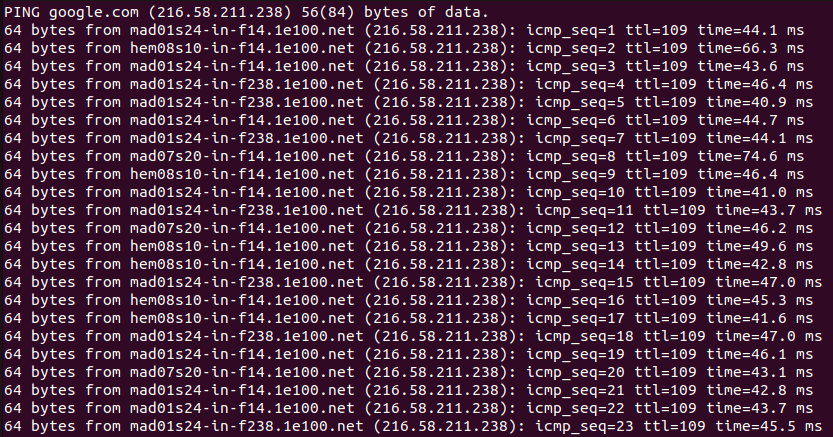 PING google.com (216.58.211.238) 56(84) bytes of data.
64 bytes from mad01s24-in-f14.1e100.net (216.58.211.238): icmp_seq=1 ttl=109 time=44.1 ms
64 bytes from hem08s10-in-f14.1e100.net (216.58.211.238): icmp_seq=2 ttl=109 time=66.3 ms
64 bytes from mad01s24-in-f14.1e100.net (216.58.211.238): icmp_seq=3 ttl=109 time=43.6 ms
64 bytes from mad01s24-in-f238.1e100.net (216.58.211.238): icmp_seq=4 ttl=109 time=46.4 ms
64 bytes from mad01s24-in-f238.1e100.net (216.58.211.238): icmp_seq=5 ttl=109 time=40.9 ms
64 bytes from mad01s24-in-f14.1e100.net (216.58.211.238): icmp_seq=6 ttl=109 time=44.7 ms
64 bytes from mad01s24-in-f238.1e100.net (216.58.211.238): icmp_seq=7 ttl=109 time=44.1 ms
64 bytes from mad07s20-in-f14.1e100.net (216.58.211.238): icmp_seq=8 ttl=109 time=74.6 ms
64 bytes from hem08s10-in-f14.1e100.net (216.58.211.238): icmp_seq=9 ttl=109 time=46.4 ms
64 bytes from mad01s24-in-f14.1e100.net (216.58.211.238): icmp_seq=10 ttl=109 time=41.0 ms
64 bytes from mad01s24-in-f238.1e100.net (216.58.211.238): icmp_seq=11 ttl=109 time=43.7 ms
64 bytes from mad07s20-in-f14.1e100.net (216.58.211.238): icmp_seq=12 ttl=109 time=46.2 ms
64 bytes from hem08s10-in-f14.1e100.net (216.58.211.238): icmp_seq=13 ttl=109 time=49.6 ms
64 bytes from hem08s10-in-f14.1e100.net (216.58.211.238): icmp_seq=14 ttl=109 time=42.8 ms
64 bytes from mad01s24-in-f238.1e100.net (216.58.211.238): icmp_seq=15 ttl=109 time=47.0 ms
64 bytes from hem08s10-in-f14.1e100.net (216.58.211.238): icmp_seq=16 ttl=109 time=45.3 ms
64 bytes from hem08s10-in-f14.1e100.net (216.58.211.238): icmp_seq=17 ttl=109 time=41.6 ms
64 bytes from mad01s24-in-f238.1e100.net (216.58.211.238): icmp_seq=18 ttl=109 time=47.0 ms
64 bytes from mad01s24-in-f14.1e100.net (216.58.211.238): icmp_seq=19 ttl=109 time=46.1 ms
64 bytes from mad07s20-in-f14.1e100.net (216.58.211.238): icmp_seq=20 ttl=109 time=43.1 ms
64 bytes from mad01s24-in-f14.1e100.net (216.58.211.238): icmp_seq=21 ttl=109 time=42.8 ms
64 bytes from mad01s24-in-f14.1e100.net (216.58.211.238): icmp_seq=22 ttl=109 time=43.7 ms
64 bytes from mad01s24-in-f238.1e100.net (216.58.211.238): icmp_seq=23 ttl=109 time=45.5 ms